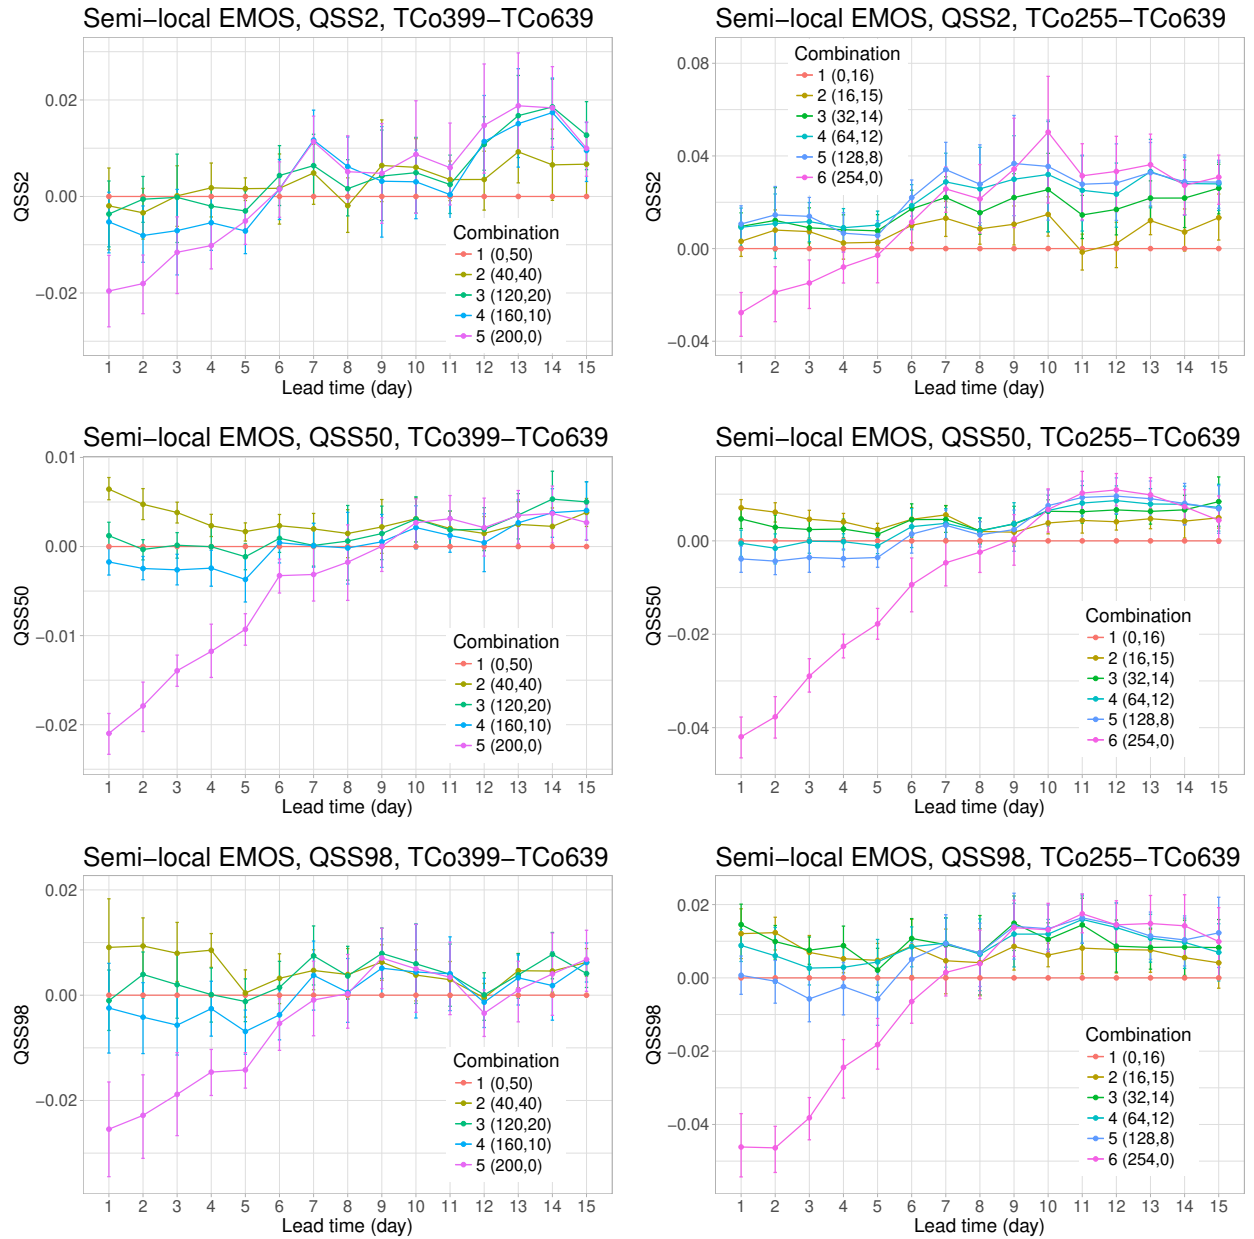 Semi−local EMOS, QSS2, TCo399−TCo639
QSS2
0.02
0.00
−0.02
Combination
1 (0,50)
2 (40,40)
3 (120,20)
4 (160,10)
5 (200,0)
1 2 3 4 5 6 7 8 9 10 11 12 13 14 15
Lead time (day)
Semi−local EMOS, QSS2, TCo255−TCo639
QSS2
0.08
0.04
0.00
−0.04
Combination
1 (0,16)
2 (16,15)
3 (32,14)
4 (64,12)
5 (128,8)
6 (254,0)
1 2 3 4 5 6 7 8 9 10 11 12 13 14 15
Lead time (day)
Semi−local EMOS, QSS50, TCo399−TCo639
QSS50
0.01
0.00
−0.01
−0.02
Combination
1 (0,50)
2 (40,40)
3 (120,20)
4 (160,10)
5 (200,0)
1 2 3 4 5 6 7 8 9 10 11 12 13 14 15
Lead time (day)
Semi−local EMOS, QSS50, TCo255−TCo639
QSS50
0.00
−0.02
−0.04
Combination
1 (0,16)
2 (16,15)
3 (32,14)
4 (64,12)
5 (128,8)
6 (254,0)
1 2 3 4 5 6 7 8 9 10 11 12 13 14 15
Lead time (day)
Semi−local EMOS, QSS98, TCo399−TCo639
QSS98
0.02
0.00
−0.02
Combination
1 (0,50)
2 (40,40)
3 (120,20)
4 (160,10)
5 (200,0)
1 2 3 4 5 6 7 8 9 10 11 12 13 14 15
Lead time (day)
Semi−local EMOS, QSS98, TCo255−TCo639
QSS98
0.02
0.00
−0.02
−0.04
Combination
1 (0,16)
2 (16,15)
3 (32,14)
4 (64,12)
5 (128,8)
6 (254,0)
1 2 3 4 5 6 7 8 9 10 11 12 13 14 15
Lead time (day)